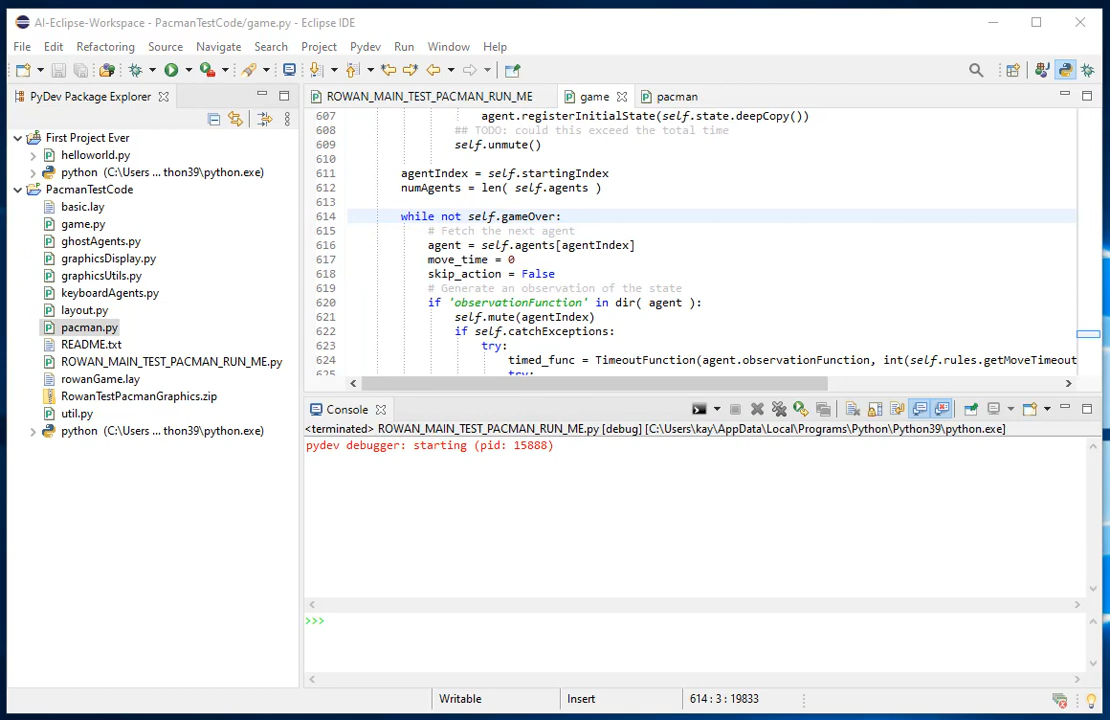 AI-Eclipse-Workspace - PacmanTestCode/game.py - Eclipse IDE
File Edit Refactoring Source Navigate Search Project Pydev Run Window Help
PyDev Package Explorer
First Project Ever
helloworld.py
python (C:\Users ... thon39\python.exe)
PacmanTestCode
basic.lay
game.py
ghostAgents.py
graphicsDisplay.py
graphicsUtils.py
keyboardAgents.py
layout.py
pacman.py
README.txt
ROWAN_MAIN_TEST_PACMAN_RUN_ME.py
rowanGame.lay
RowanTestPacmanGraphics.zip
util.py
python (C:\Users ... thon39\python.exe)
ROWAN_MAIN_TEST_PACMAN_RUN_ME game pacman
607 agent.registerInitialState(self.state.deepCopy())
608 ## TODO: could this exceed the total time
609 self.unmute()
610
611 agentIndex = self.startingIndex
612 numAgents = len( self.agents )
613
614 while not self.gameOver:
615 # Fetch the next agent
616 agent = self.agents[agentIndex]
617 move_time = 0
618 skip_action = False
619 # Generate an observation of the state
620 if 'observationFunction' in dir( agent ):
621 self.mute(agentIndex)
622 if self.catchExceptions:
623 try:
624 timed_func = TimeoutFunction(agent.observationFunction, int(self.rules.getMoveTimeout
625 try:
Console
<terminated> ROWAN_MAIN_TEST_PACMAN_RUN_ME.py [debug] [C:\Users\kay\AppData\Local\Programs\Python\Python39\python.exe]
pydev debugger: starting (pid: 15888)
>>>
Writable Insert 614 : 3 : 19833